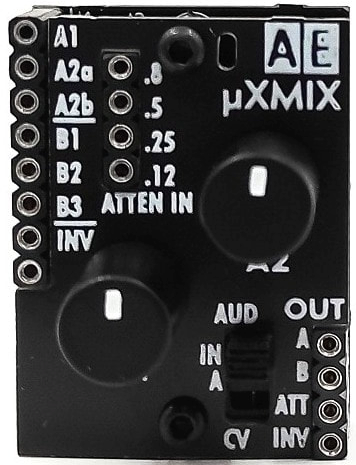 A1
A2a
A2b
B1
B2
B3
INV
.8
.5
.25
.12
ATTEN IN
AE
µXMIX
A2
AUD
IN
A
CV
OUT
A
B
ATT
INV